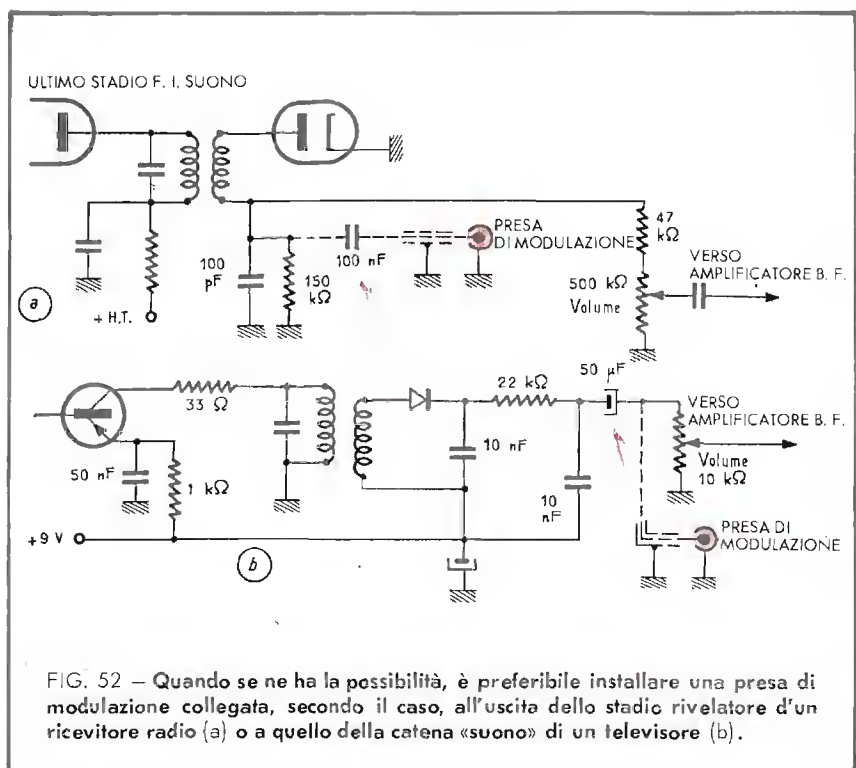 ULTIMO STADIO F. I. SUONO
PRESA
DI MODULAZIONE
100
pF
150
kΩ
100 nF
47
kΩ
500 kΩ
Volume
VERSO
AMPLIFICATORE B. F.
a
+ H.T.
33 Ω
50 nF
1 kΩ
10 nF
22 kΩ
50 µF
10
nF
VERSO
AMPLIFICATORE B. F.
Volume
10 kΩ
+9 V
b
PRESA DI
MODULAZIONE
FIG. 52 — Quando se ne ha la possibilità, è preferibile installare una presa di
modulazione collegata, secondo il caso, all'uscita dello stadio rivelatore d'un
ricevitore radio (a) o a quello della catena «suono» di un televisore (b).